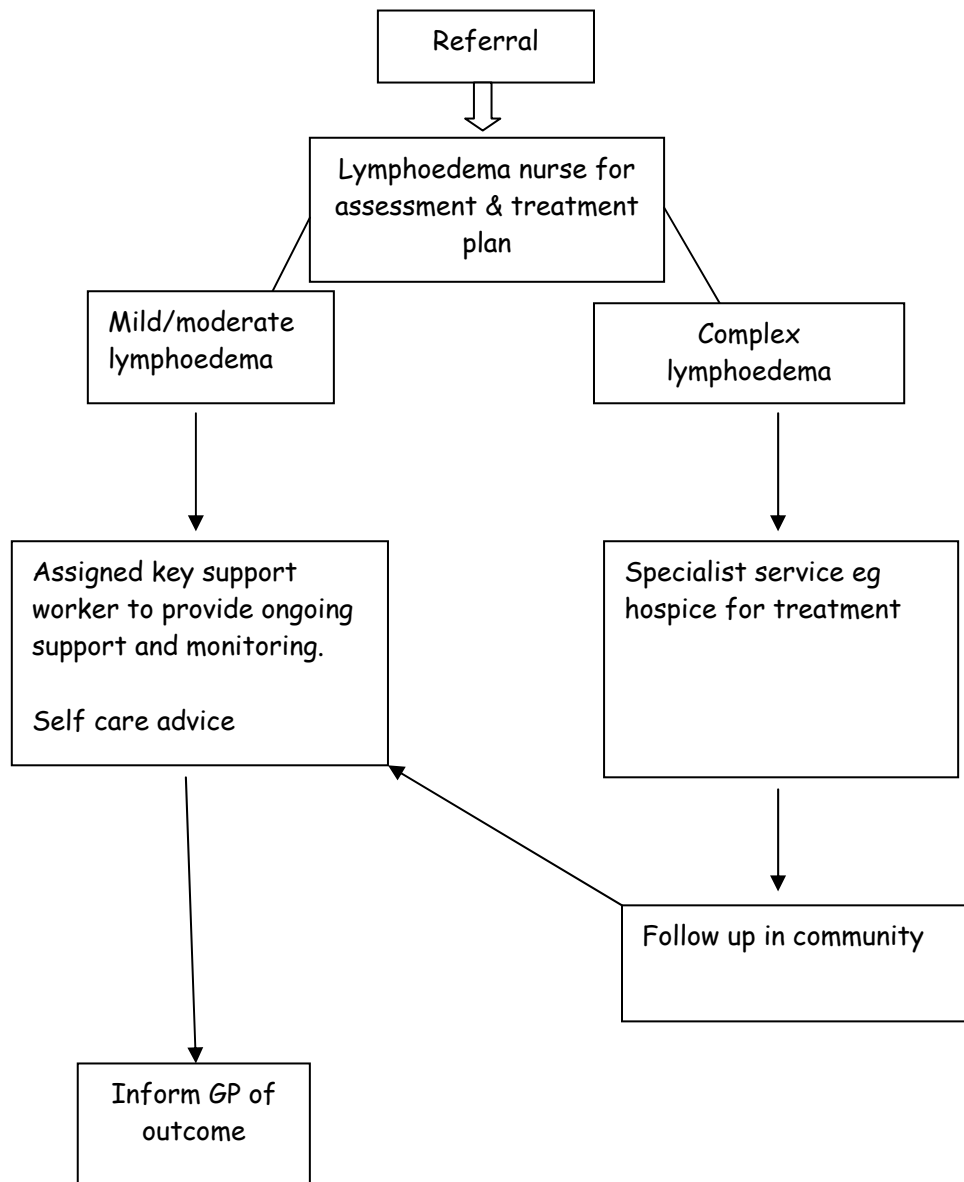 Referral
Lymphoedema nurse for
assessment & treatment
plan
Mild/moderate
lymphoedema
Complex
lymphoedema
Assigned key support
worker to provide ongoing
support and monitoring.
Self care advice
Specialist service eg
hospice for treatment
Follow up in community
Inform GP of
outcome